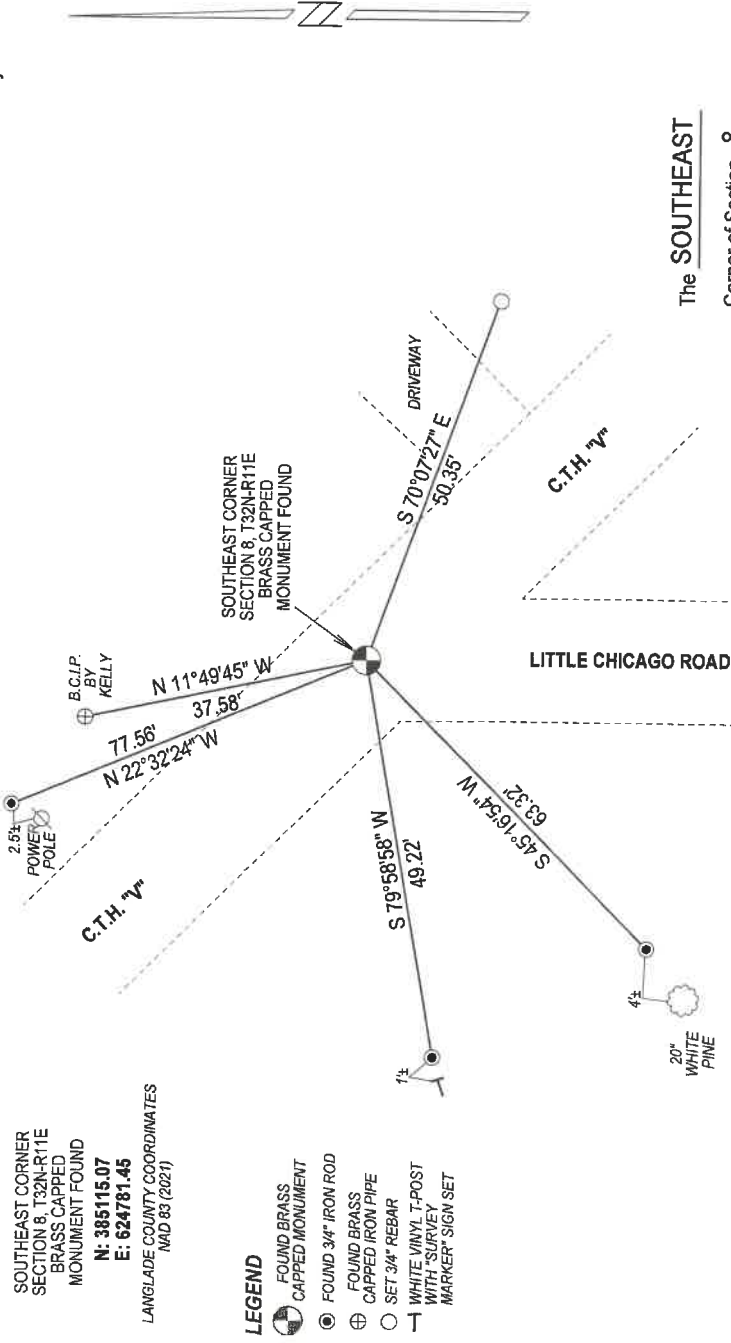 SOUTHEAST CORNER
SECTION 8, T32N-R11E
BRASS CAPPED
MONUMENT FOUND
N: 385115.07
E: 624781.45
LANGLADE COUNTY COORDINATES
NAD 83 (2021)
LEGEND
FOUND BRASS
CAPPED MONUMENT
FOUND 3/4" IRON ROD
FOUND BRASS
CAPPED IRON PIPE
SET 3/4" REBAR
WHITE VINYL T-POST
WITH "SURVEY
MARKER" SIGN SET
2.5'±
POWER
POLE
C.T.H. "V"
B.C.I.P.
BY
KELLY
N 11°49'45" W
37.58'
77.56'
N 22°32'24" W
SOUTHEAST CORNER
SECTION 8, T32N-R11E
BRASS CAPPED
MONUMENT FOUND
DRIVEWAY
S 70°07'27" E
50.35'
C.T.H. "V"
S 79°58'58" W
49.22'
1'±
S 45°16'54" W
63.32'
4'±
20"
WHITE
PINE
LITTLE CHICAGO ROAD
N
The SOUTHEAST
Corner of Section 8